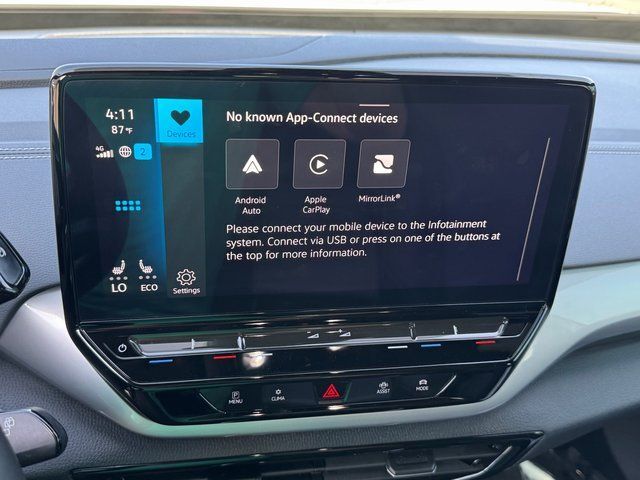 4:11
87°F
4G
2
Devices
No known App-Connect devices
Android
Auto
Apple
CarPlay
MirrorLink®
Please connect your mobile device to the Infotainment
system. Connect via USB or press on one of the buttons at
the top for more information.
LO
ECO
Settings
P
MENU
CLIMA
ASSIST
MODE